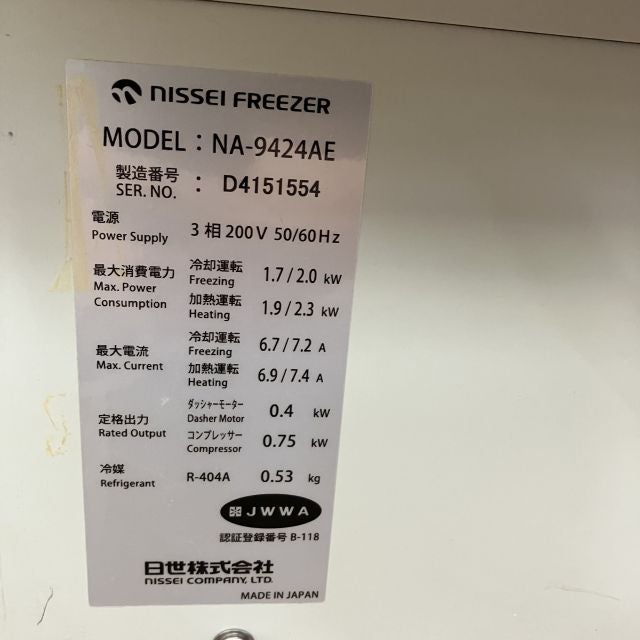 NISSEI FREEZER
MODEL : NA-9424AE
製造番号
SER. NO. : D4151554
電源
Power Supply 3 相 200V 50/60Hz
最大消費電力
Max. Power
Consumption
冷却運転
Freezing 1.7 / 2.0 kW
加熱運転
Heating 1.9 / 2.3 kW
最大電流
Max. Current
冷却運転
Freezing 6.7 / 7.2 A
加熱運転
Heating 6.9 / 7.4 A
定格出力
Rated Output
ダッシャーモーター
Dasher Motor 0.4 kW
コンプレッサー
Compressor 0.75 kW
冷媒
Refrigerant R-404A 0.53 kg
JWWA
認証登録番号 B-118
日世株式会社
NISSEI COMPANY, LTD.
MADE IN JAPAN